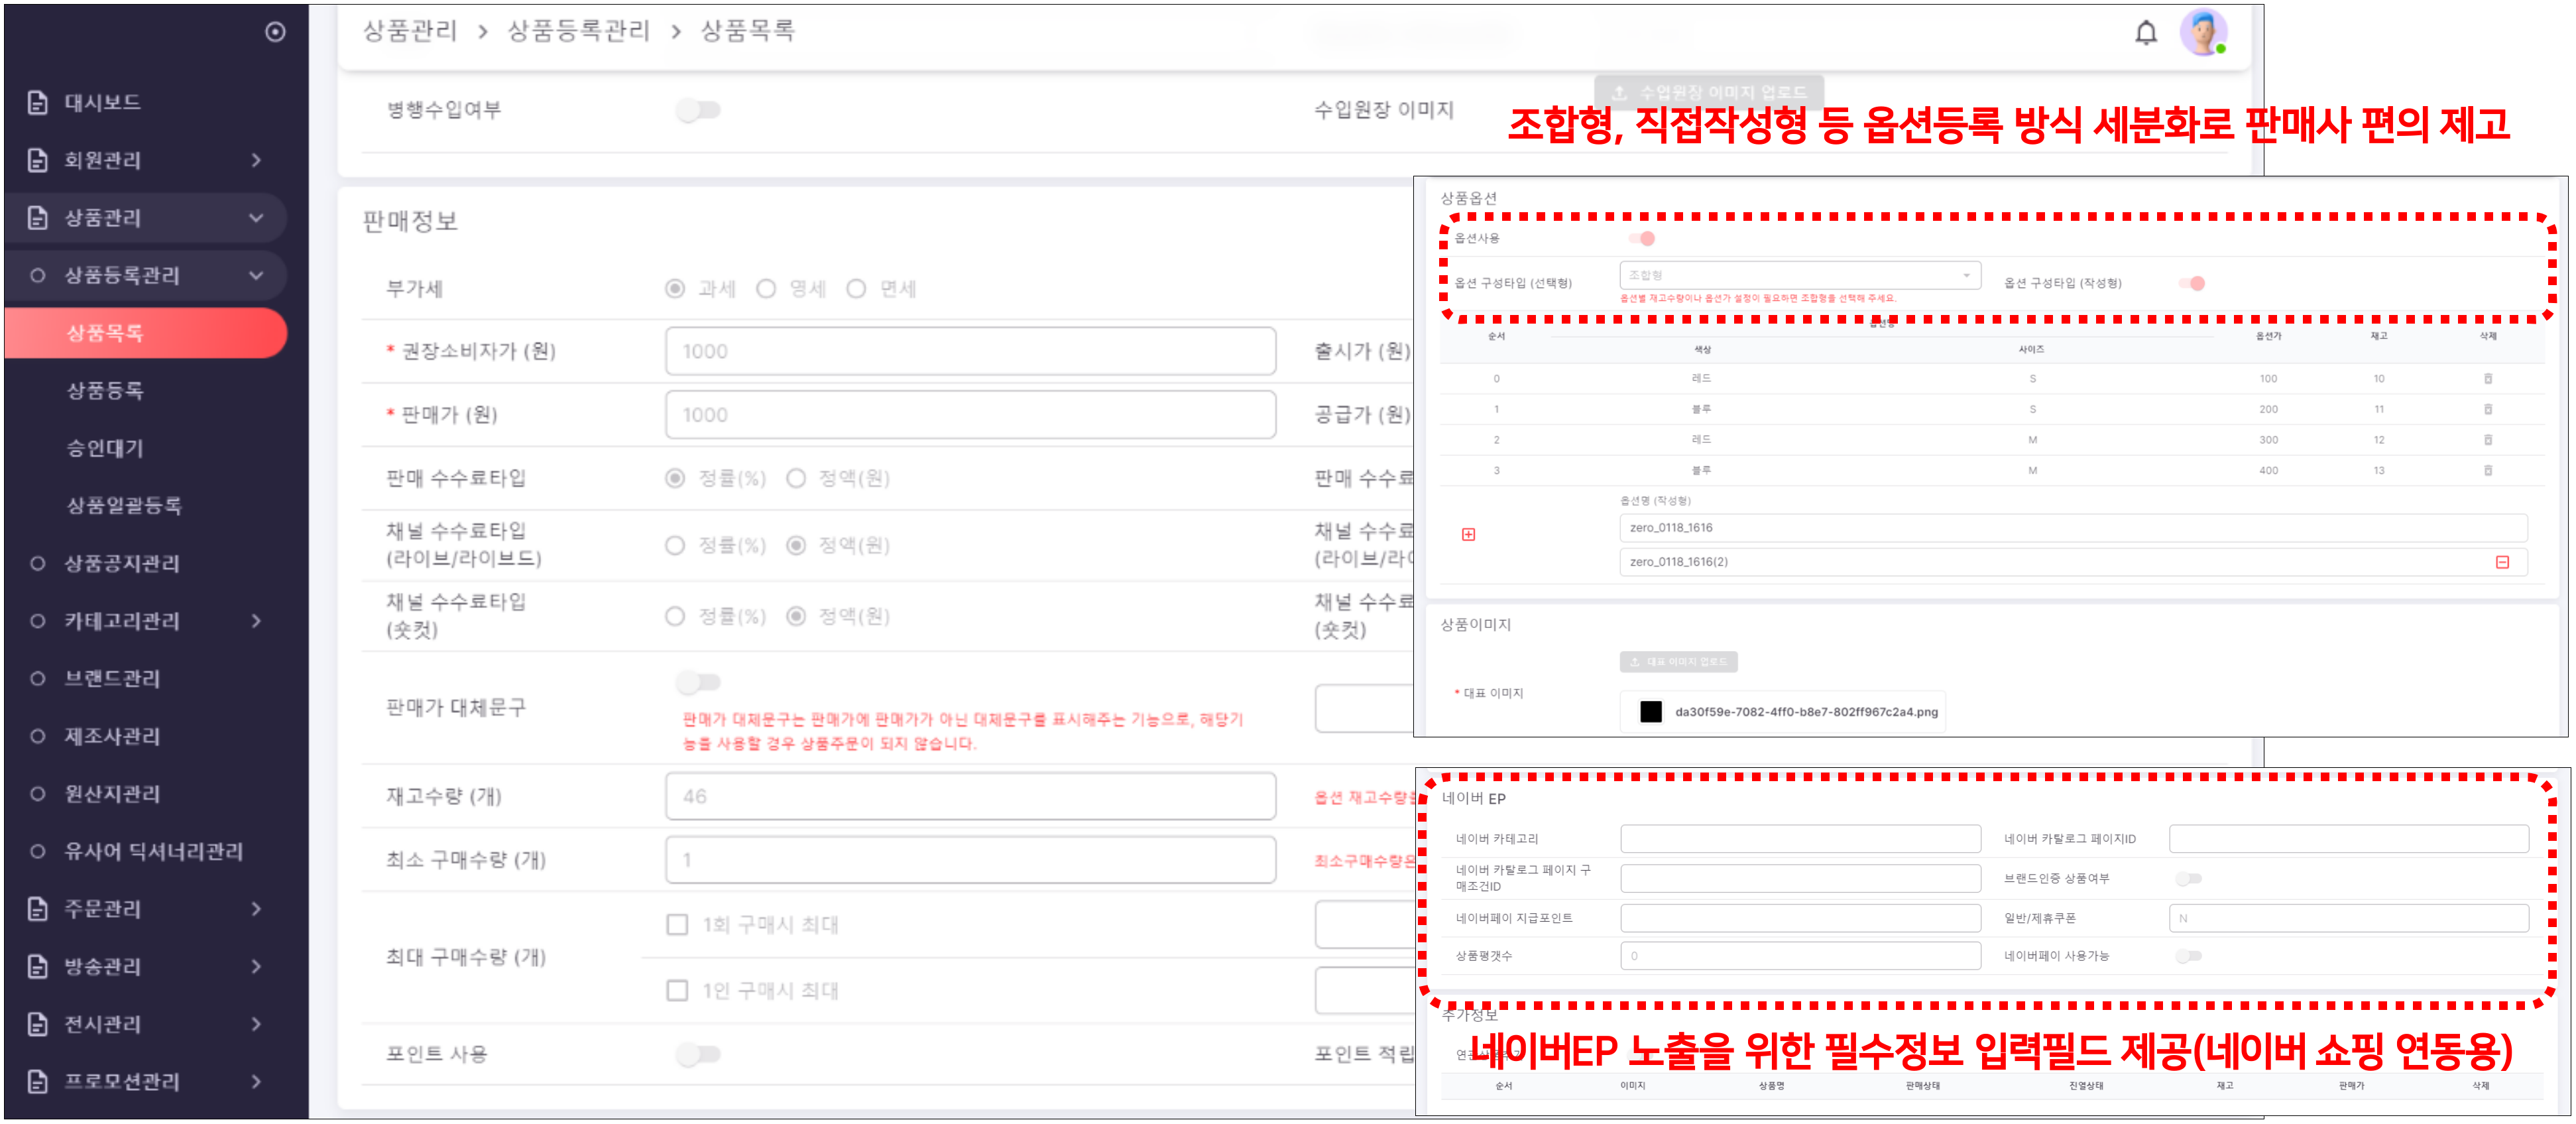 대시보드
회원관리
상품관리
상품등록관리
상품목록
상품등록
승인대기
상품일괄등록
상품공지관리
카테고리관리
브랜드관리
제조사관리
원산지관리
유사어 딕셔너리관리
주문관리
방송관리
전시관리
프로모션관리
상품관리 > 상품등록관리 > 상품목록
병행수입여부
수입원장 이미지
수입원장 이미지 업로드
조합형, 직접작성형 등 옵션등록 방식 세분화로 판매사 편의 제고
판매정보
부가세 과세 영세 면세
* 권장소비자가 (원) 1000 출시가 (원)
* 판매가 (원) 1000 공급가 (원)
판매 수수료타입 정률(%) 정액(원) 판매 수수료
채널 수수료타입 정률(%) 정액(원) 채널 수수료
(라이브/라이브드) (라이브/라이
채널 수수료타입 정률(%) 정액(원) 채널 수수료
(숏컷) (숏컷)
판매가 대체문구
판매가 대체문구는 판매가에 판매가가 아닌 대체문구를 표시해주는 기능으로, 해당기
능을 사용할 경우 상품주문이 되지 않습니다.
재고수량 (개) 46 옵션 재고수량을
최소 구매수량 (개) 1 최소구매수량은
최대 구매수량 (개)
1회 구매시 최대
1인 구매시 최대
포인트 사용 포인트 적립
상품옵션
옵션사용
옵션 구성타입 (선택형) 조합형 옵션 구성타입 (작성형)
옵션별 재고수량이나 옵션가 설정이 필요하면 조합형을 선택해 주세요.
순서 옵션명 옵션가 재고 삭제
색상 사이즈
0 레드 S 100 10
1 블루 S 200 11
2 레드 M 300 12
3 블루 M 400 13
옵션명 (작성형)
zero_0118_1616
zero_0118_1616(2)
상품이미지
대표 이미지 업로드
* 대표 이미지
da30f59e-7082-4ff0-b8e7-802ff967c2a4.png
네이버 EP
네이버 카테고리 네이버 카탈로그 페이지ID
네이버 카탈로그 페이지 구
매조건ID 브랜드인증 상품여부
네이버페이 지급포인트 일반/제휴쿠폰 N
상품평갯수 0 네이버페이 사용가능
추가정보
네이버EP 노출을 위한 필수정보 입력필드 제공(네이버 쇼핑 연동용)
순서 이미지 상품명 판매상태 진열상태 재고 판매가 삭제